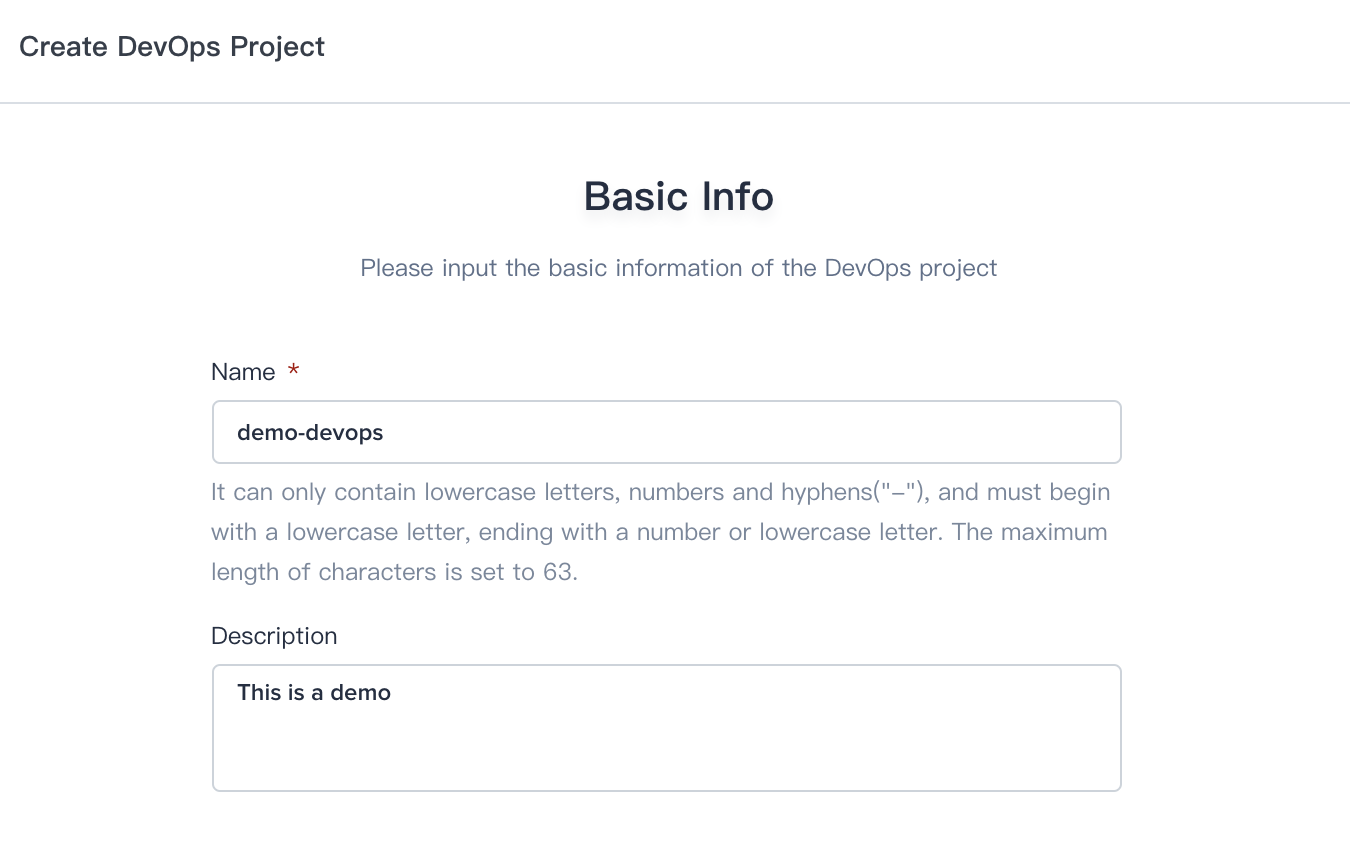 Create DevOps Project
Basic Info
Please input the basic information of the DevOps project
Name *
demo-devops
It can only contain lowercase letters, numbers and hyphens("-"), and must begin
with a lowercase letter, ending with a number or lowercase letter. The maximum
length of characters is set to 63.
Description
This is a demo